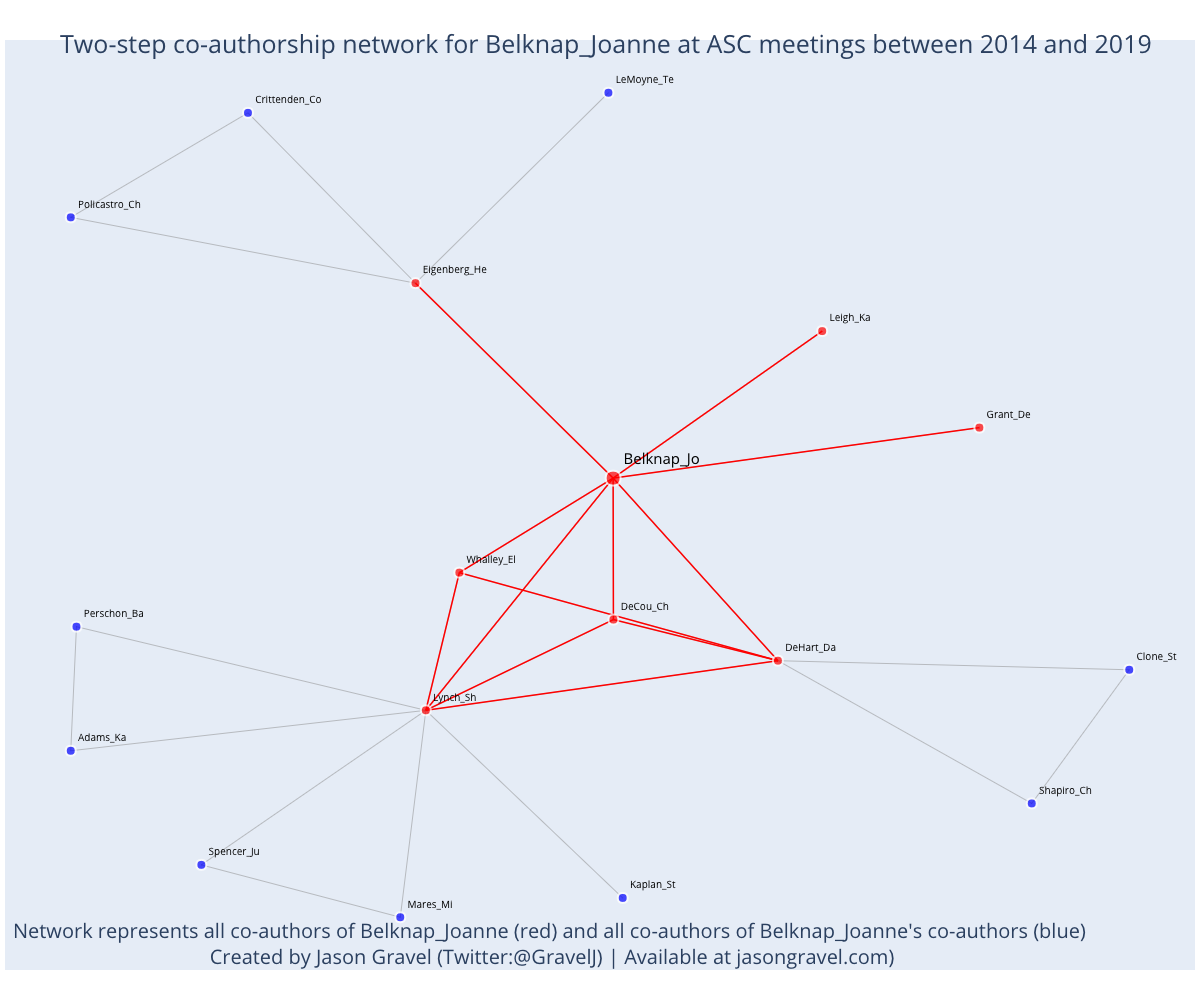 Two-step co-authorship network for Belknap_Joanne at ASC meetings between 2014 and 2019
LeMoyne_Te
Crittenden_Co
Policastro_Ch
Eigenberg_He
Leigh_Ka
Grant_De
Belknap_Jo
Whalley_El
DeCou_Ch
Perschon_Ba
DeHart_Da
Clone_St
Lynch_Sh
Adams_Ka
Shapiro_Ch
Spencer_Ju
Kaplan_St
Mares_Mi
Network represents all co-authors of Belknap_Joanne (red) and all co-authors of Belknap_Joanne's co-authors (blue)
Created by Jason Gravel (Twitter:@GravelJ) | Available at jasongravel.com)